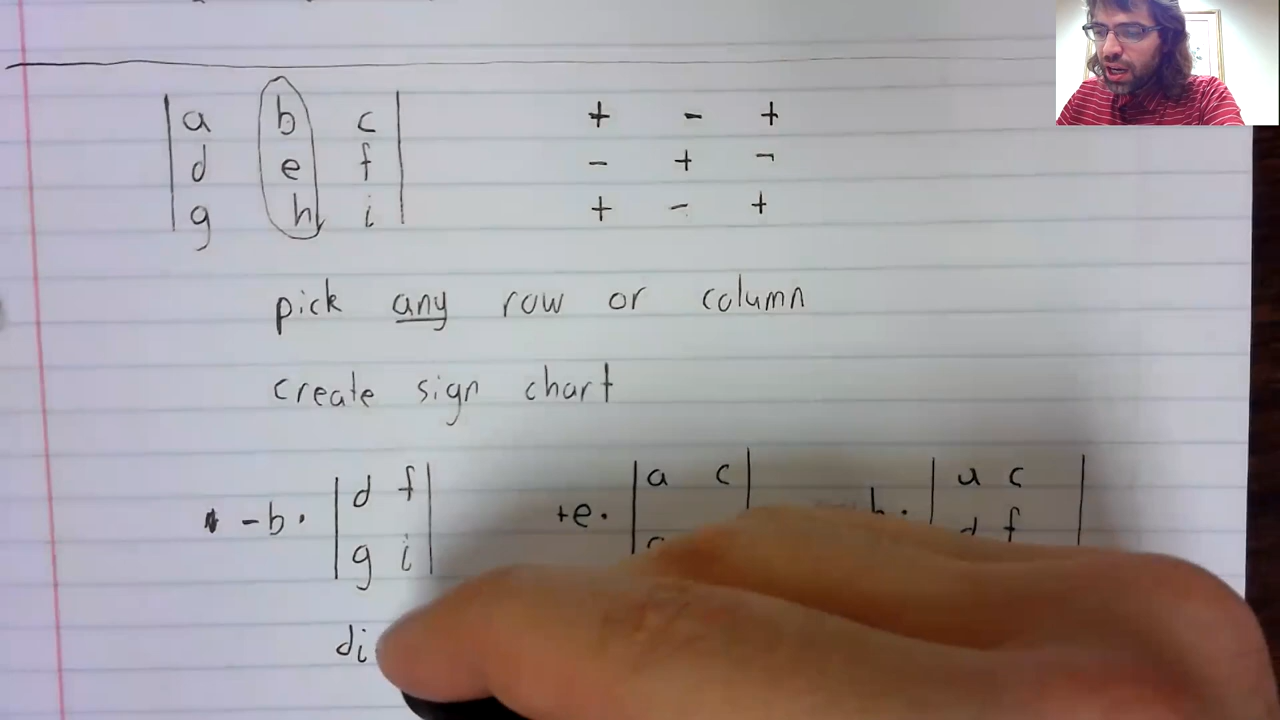 a b c + - +
d e f - + -
g h i + - +
pick any row or column
create sign chart
-b· d f +e· a c h· a c
g i d f
di